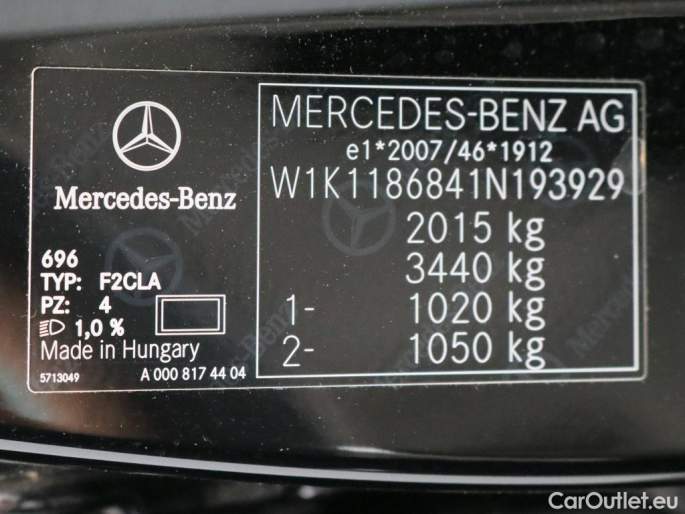 Mercedes-Benz
696
TYP: F2CLA
PZ: 4
1,0 %
Made in Hungary
5713049 A 000 817 44 04
MERCEDES-BENZ AG
e1*2007/46*1912
W1K1186841N193929
2015 kg
3440 kg
1- 1020 kg
2- 1050 kg
CarOutlet.eu